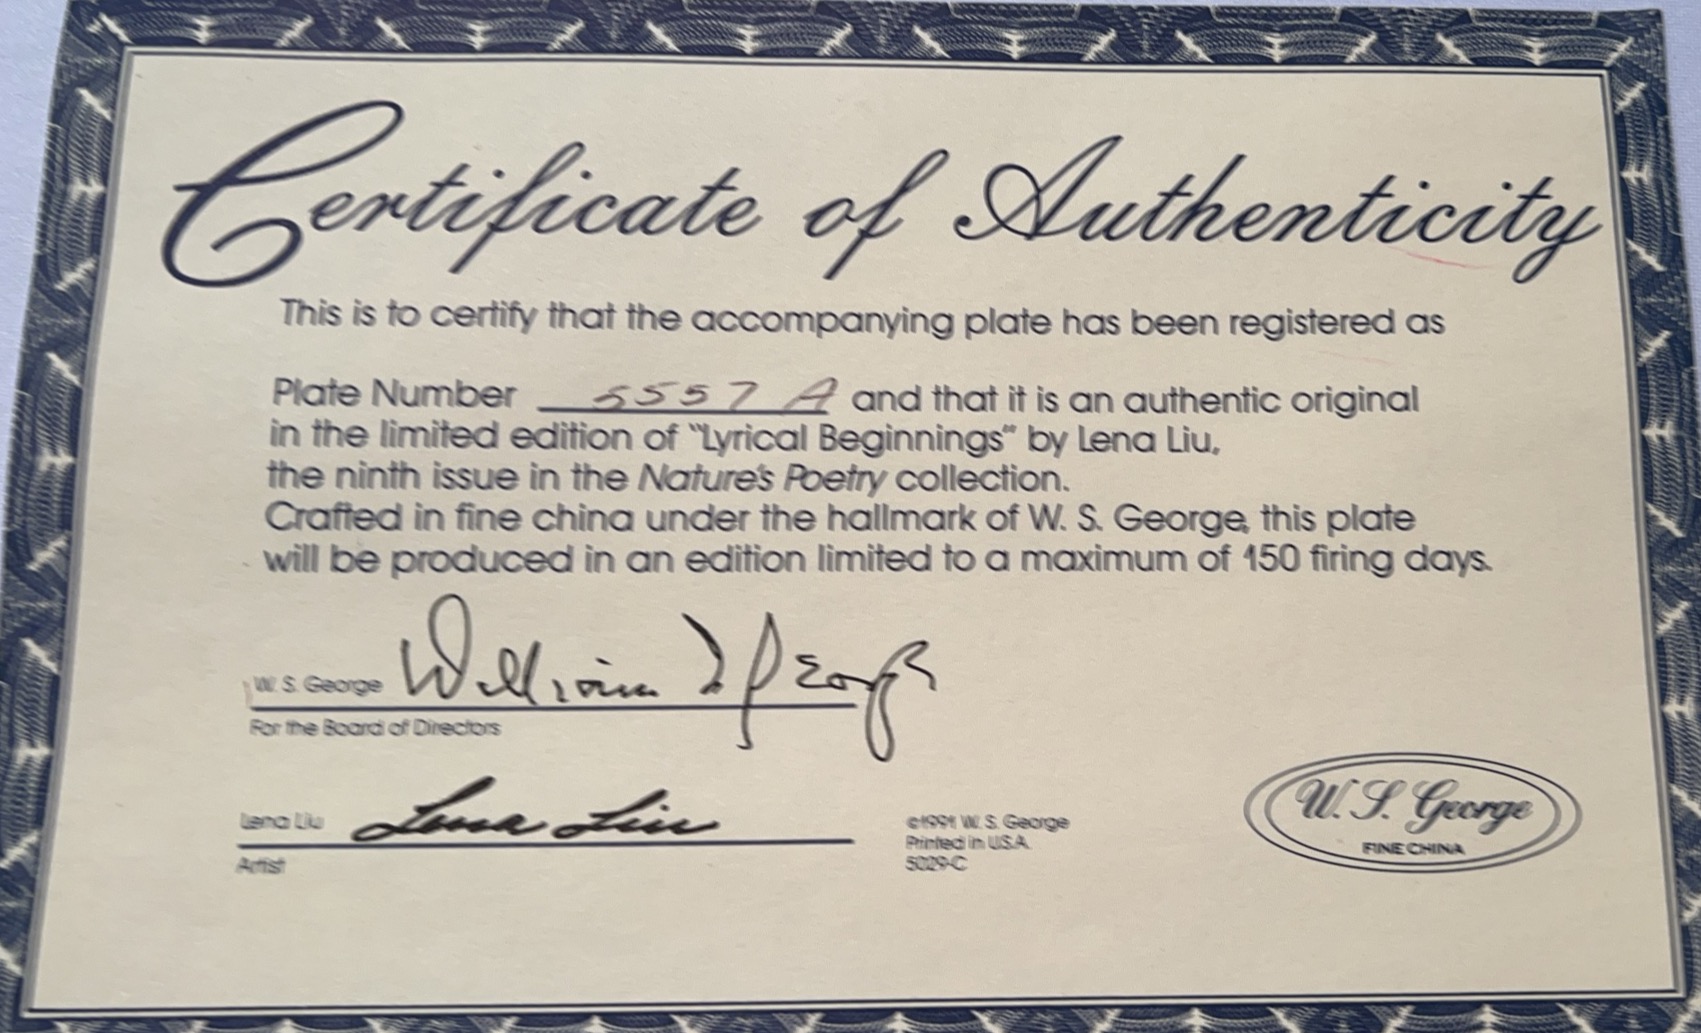 Certificate of Authenticity
This is to certify that the accompanying plate has been registered as
Plate Number 5557 A and that it is an authentic original
in the limited edition of "Lyrical Beginnings" by Lena Liu,
the ninth issue in the Nature's Poetry collection.
Crafted in fine china under the hallmark of W. S. George, this plate
will be produced in an edition limited to a maximum of 150 firing days.
W. S. George William S George
For the Board of Directors
Lena Liu Lena Liu
Artist
©1991 W. S. George
Printed in U.S.A.
5029-C
W. S. George
FINE CHINA